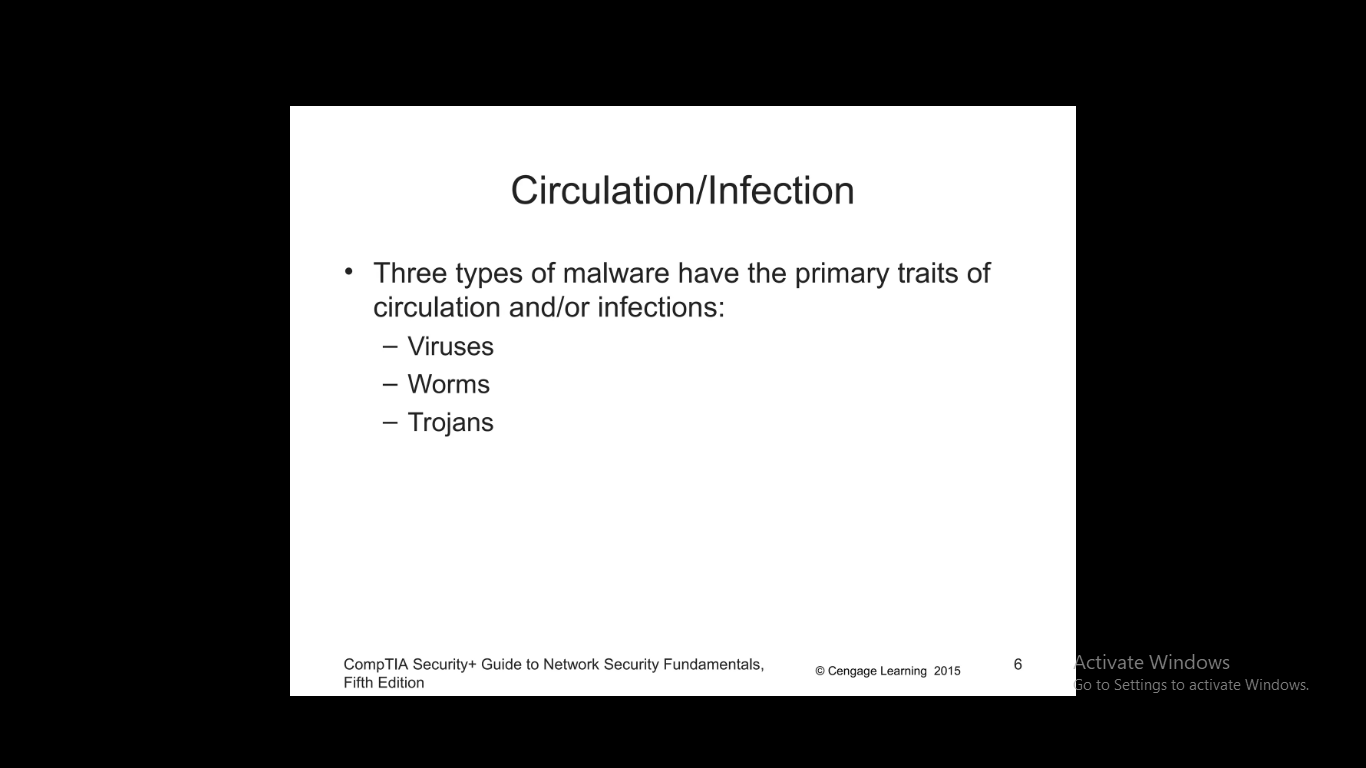 Circulation/Infection
• Three types of malware have the primary traits of
circulation and/or infections:
– Viruses
– Worms
– Trojans
CompTIA Security+ Guide to Network Security Fundamentals,
Fifth Edition
© Cengage Learning 2015
6
Activate Windows
Go to Settings to activate Windows.